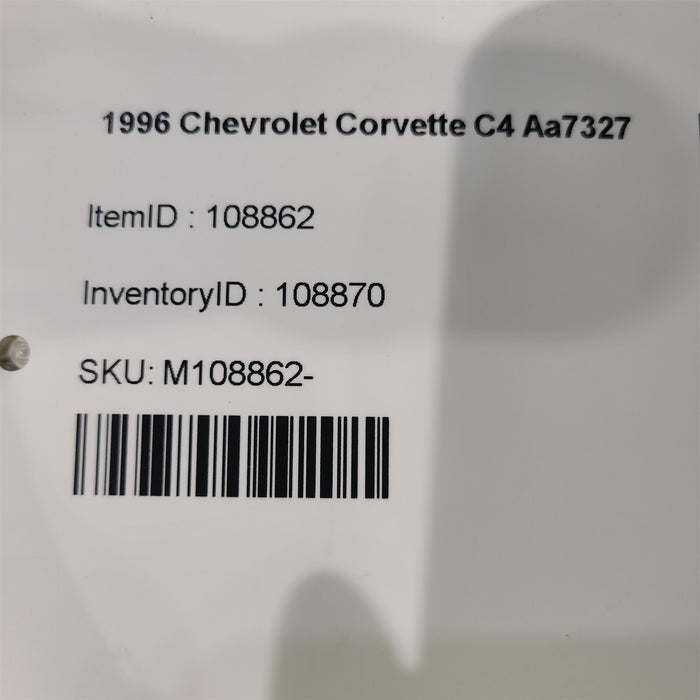 1996 Chevrolet Corvette C4 Aa7327
ItemID : 108862
InventoryID : 108870
SKU: M108862-